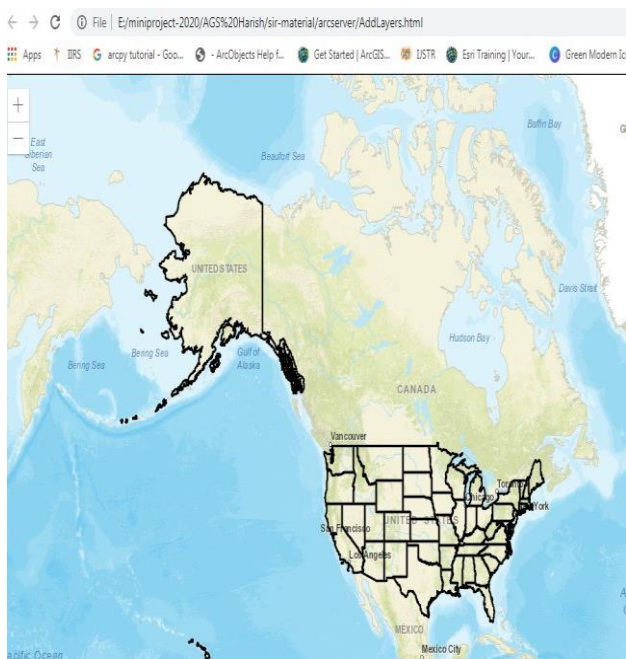 File | E:/miniproject-2020/AGS%20Harish/sir-material/arcserver/AddLayers.html
Apps IIRS arcpy tutorial - Goo... - ArcObjects Help f... Get Started | ArcGIS... IJSTR Esri Training | Your... Green Modern Ic
+
−
East
Siberian
Sea
Beaufort Sea
Baffin Bay
UNITED STATES
Davis Strait
Bering Sea
Bering Sea
Gulf of
Alaska
Hudson Bay
CANADA
Vancouver
Toronto
Chicago
York
San Francisco
UNITED STATES
Los Angeles
MÉXICO
Mexico City
acific Ocean